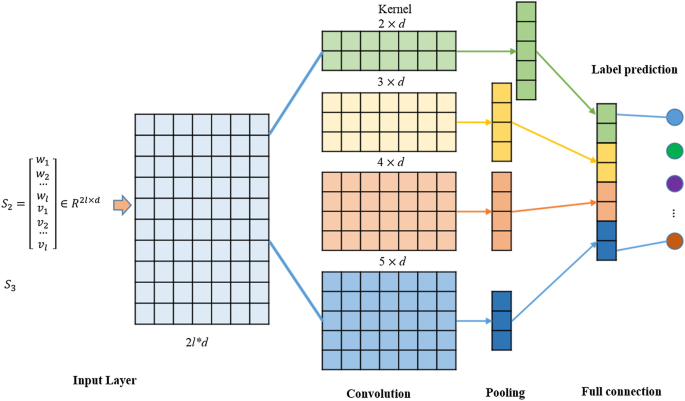 Kernel
2 × d
3 × d
4 × d
5 × d
Label prediction
S₂ = [w₁ w₂ ... wₗ v₁ v₂ ... vₗ] ∈ R²ˡˣᵈ
S₃
2l*d
...
Input Layer
Convolution
Pooling
Full connection